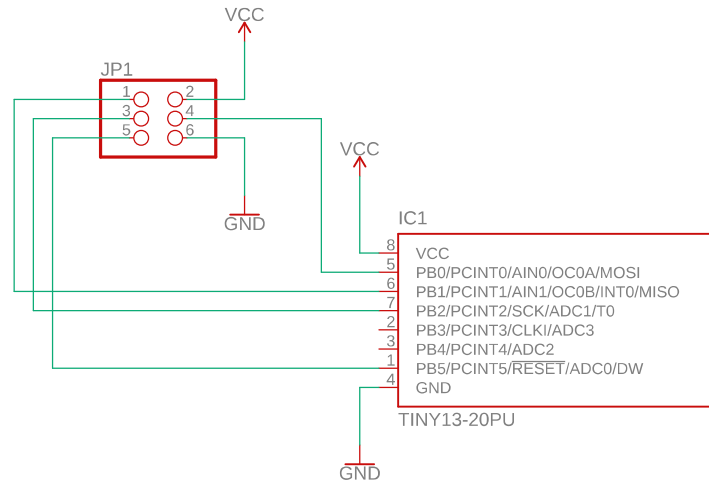 VCC
JP1
1 2
3 4
5 6
GND
VCC
IC1
8 VCC
5 PB0/PCINT0/AIN0/OC0A/MOSI
6 PB1/PCINT1/AIN1/OC0B/INT0/MISO
7 PB2/PCINT2/SCK/ADC1/T0
2 PB3/PCINT3/CLKI/ADC3
3 PB4/PCINT4/ADC2
1 PB5/PCINT5/RESET/ADC0/DW
4 GND
TINY13-20PU
GND